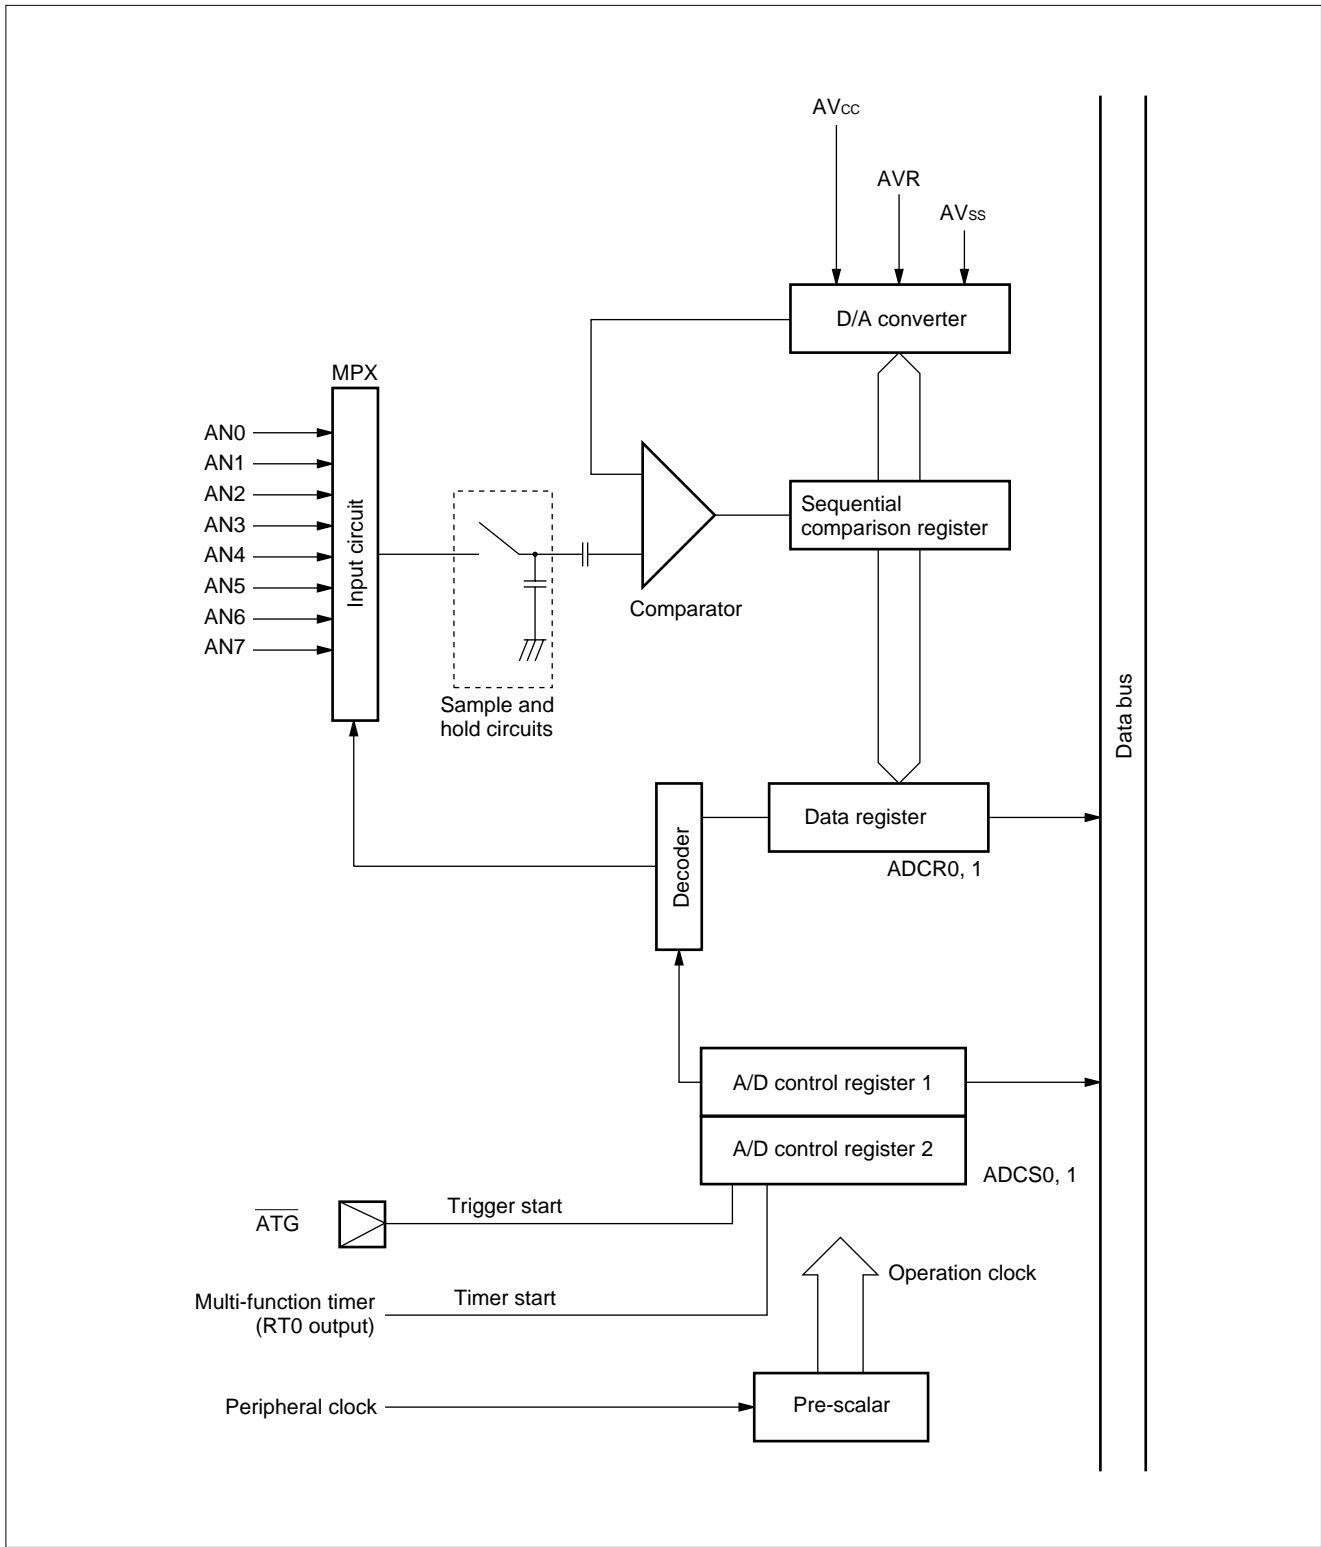 AVCC
AVR
AVSS
D/A converter
MPX
AN0
AN1
AN2
AN3
AN4
AN5
AN6
AN7
Input circuit
Sequential
comparison register
Comparator
Sample and
hold circuits
Data bus
Decoder
Data register
ADCR0, 1
A/D control register 1
A/D control register 2
ADCS0, 1
ATG
Trigger start
Operation clock
Multi-function timer
(RT0 output)
Timer start
Peripheral clock
Pre-scalar